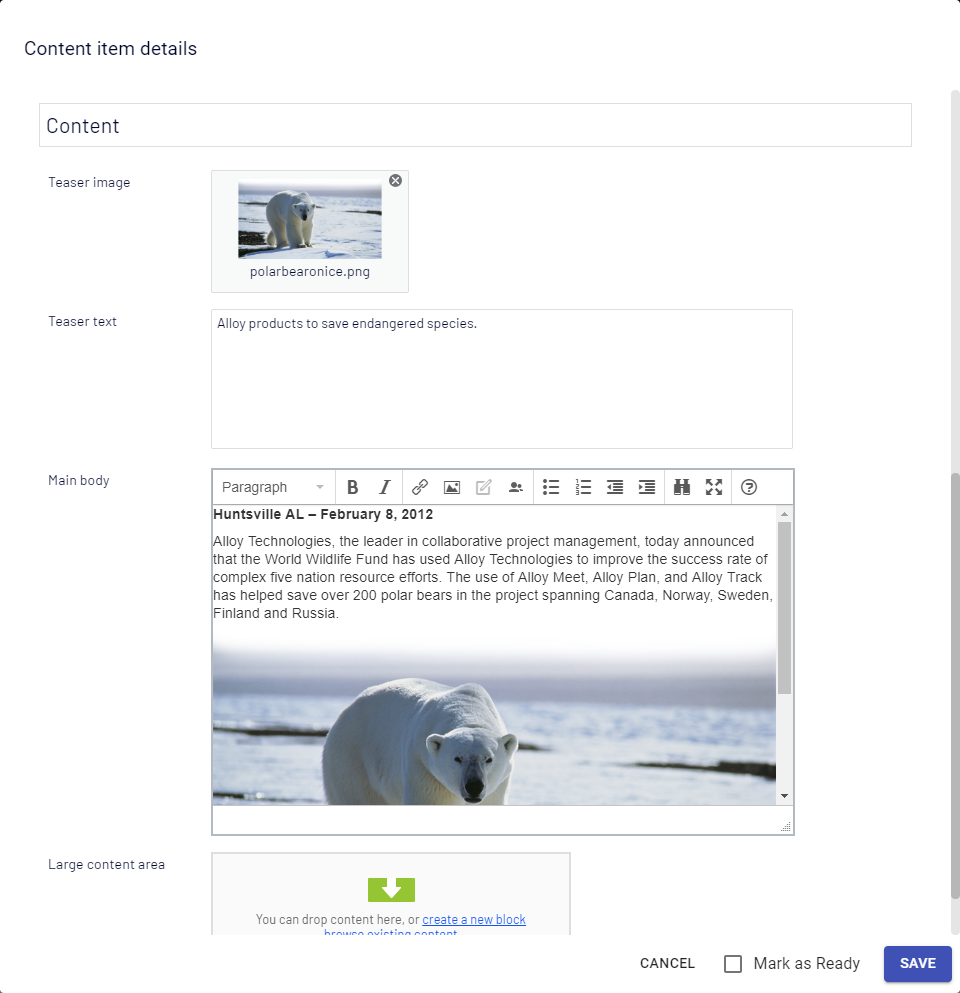 Content item details
Content
Teaser image
polarbearonice.png
Teaser text
Alloy products to save endangered species.
Main body
Paragraph
Huntsville AL – February 8, 2012
Alloy Technologies, the leader in collaborative project management, today announced
that the World Wildlife Fund has used Alloy Technologies to improve the success rate of
complex five nation resource efforts. The use of Alloy Meet, Alloy Plan, and Alloy Track
has helped save over 200 polar bears in the project spanning Canada, Norway, Sweden,
Finland and Russia.
Large content area
You can drop content here, or create a new block
browse existing content.
CANCEL
Mark as Ready
SAVE